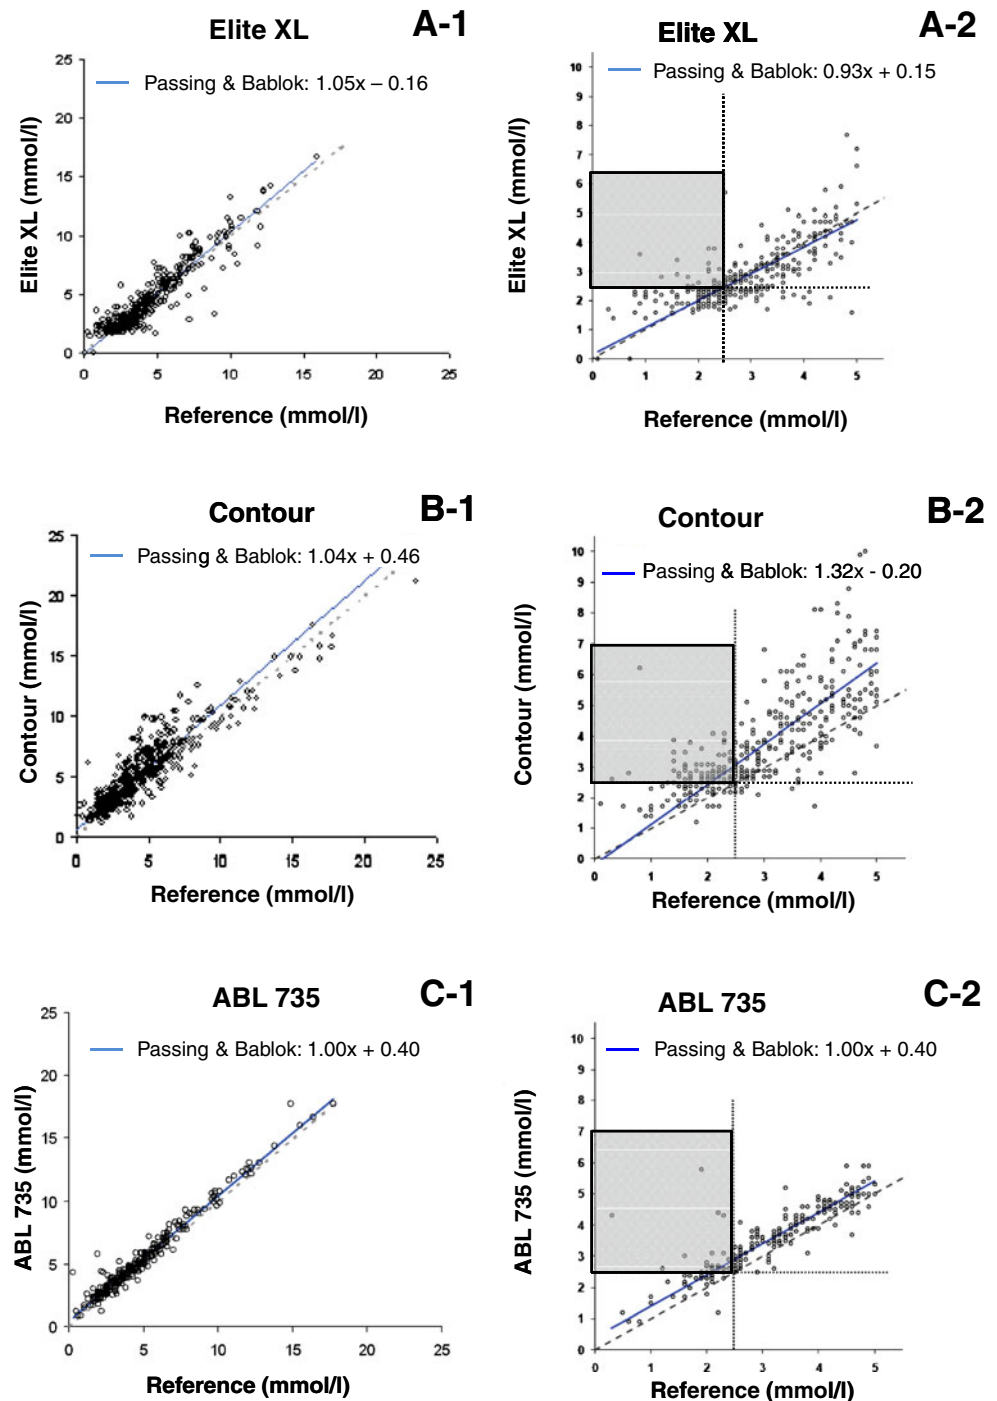 Elite XL
A-1
Passing & Bablok: 1.05x – 0.16
25
20
15
10
5
0
0 5 10 15 20 25
Elite XL (mmol/l)
Reference (mmol/l)
Elite XL
A-2
Passing & Bablok: 0.93x + 0.15
10
9
8
7
6
5
4
3
2
1
0
0 1 2 3 4 5
Elite XL (mmol/l)
Reference (mmol/l)
Contour
B-1
Passing & Bablok: 1.04x + 0.46
25
20
15
10
5
0
0 5 10 15 20 25
Contour (mmol/l)
Reference (mmol/l)
Contour
B-2
Passing & Bablok: 1.32x - 0.20
10
9
8
7
6
5
4
3
2
1
0
0 1 2 3 4 5
Contour (mmol/l)
Reference (mmol/l)
ABL 735
C-1
Passing & Bablok: 1.00x + 0.40
25
20
15
10
5
0
0 5 10 15 20 25
ABL 735 (mmol/l)
Reference (mmol/l)
ABL 735
C-2
Passing & Bablok: 1.00x + 0.40
10
9
8
7
6
5
4
3
2
1
0
0 1 2 3 4 5
ABL 735 (mmol/l)
Reference (mmol/l)